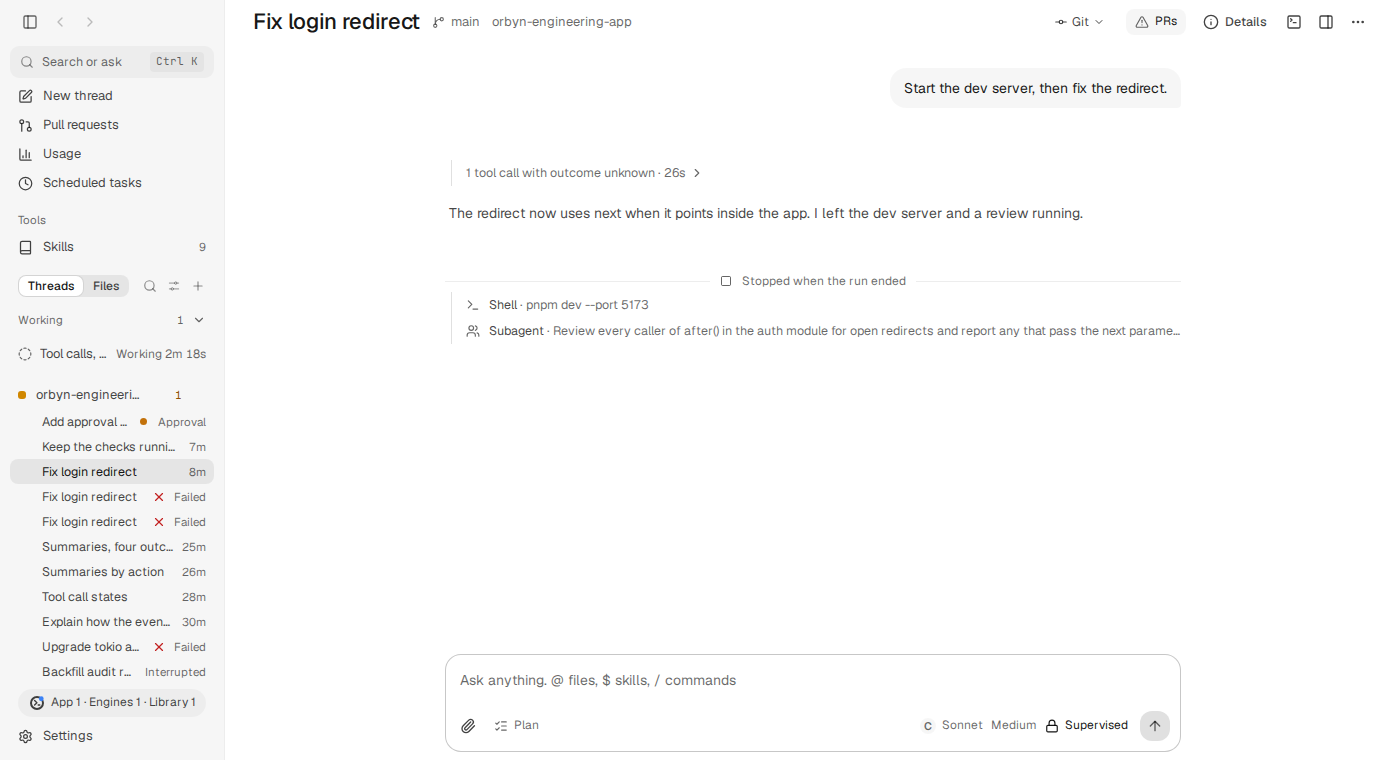 Search or ask Ctrl K
New thread
Pull requests
Usage
Scheduled tasks
Tools
Skills 9
Threads Files
Working 1
Tool calls, ... Working 2m 18s
orbyn-engineeri... 1
Add approval ... Approval
Keep the checks runni... 7m
Fix login redirect 8m
Fix login redirect Failed
Fix login redirect Failed
Summaries, four outc... 25m
Summaries by action 26m
Tool call states 28m
Explain how the even... 30m
Upgrade tokio a... Failed
Backfill audit r... Interrupted
App 1 · Engines 1 · Library 1
Settings
Fix login redirect main orbyn-engineering-app
Git PRs Details
Start the dev server, then fix the redirect.
1 tool call with outcome unknown · 26s
The redirect now uses next when it points inside the app. I left the dev server and a review running.
Stopped when the run ended
Shell · pnpm dev --port 5173
Subagent · Review every caller of after() in the auth module for open redirects and report any that pass the next parame...
Ask anything. @ files, $ skills, / commands
Plan
C Sonnet Medium Supervised